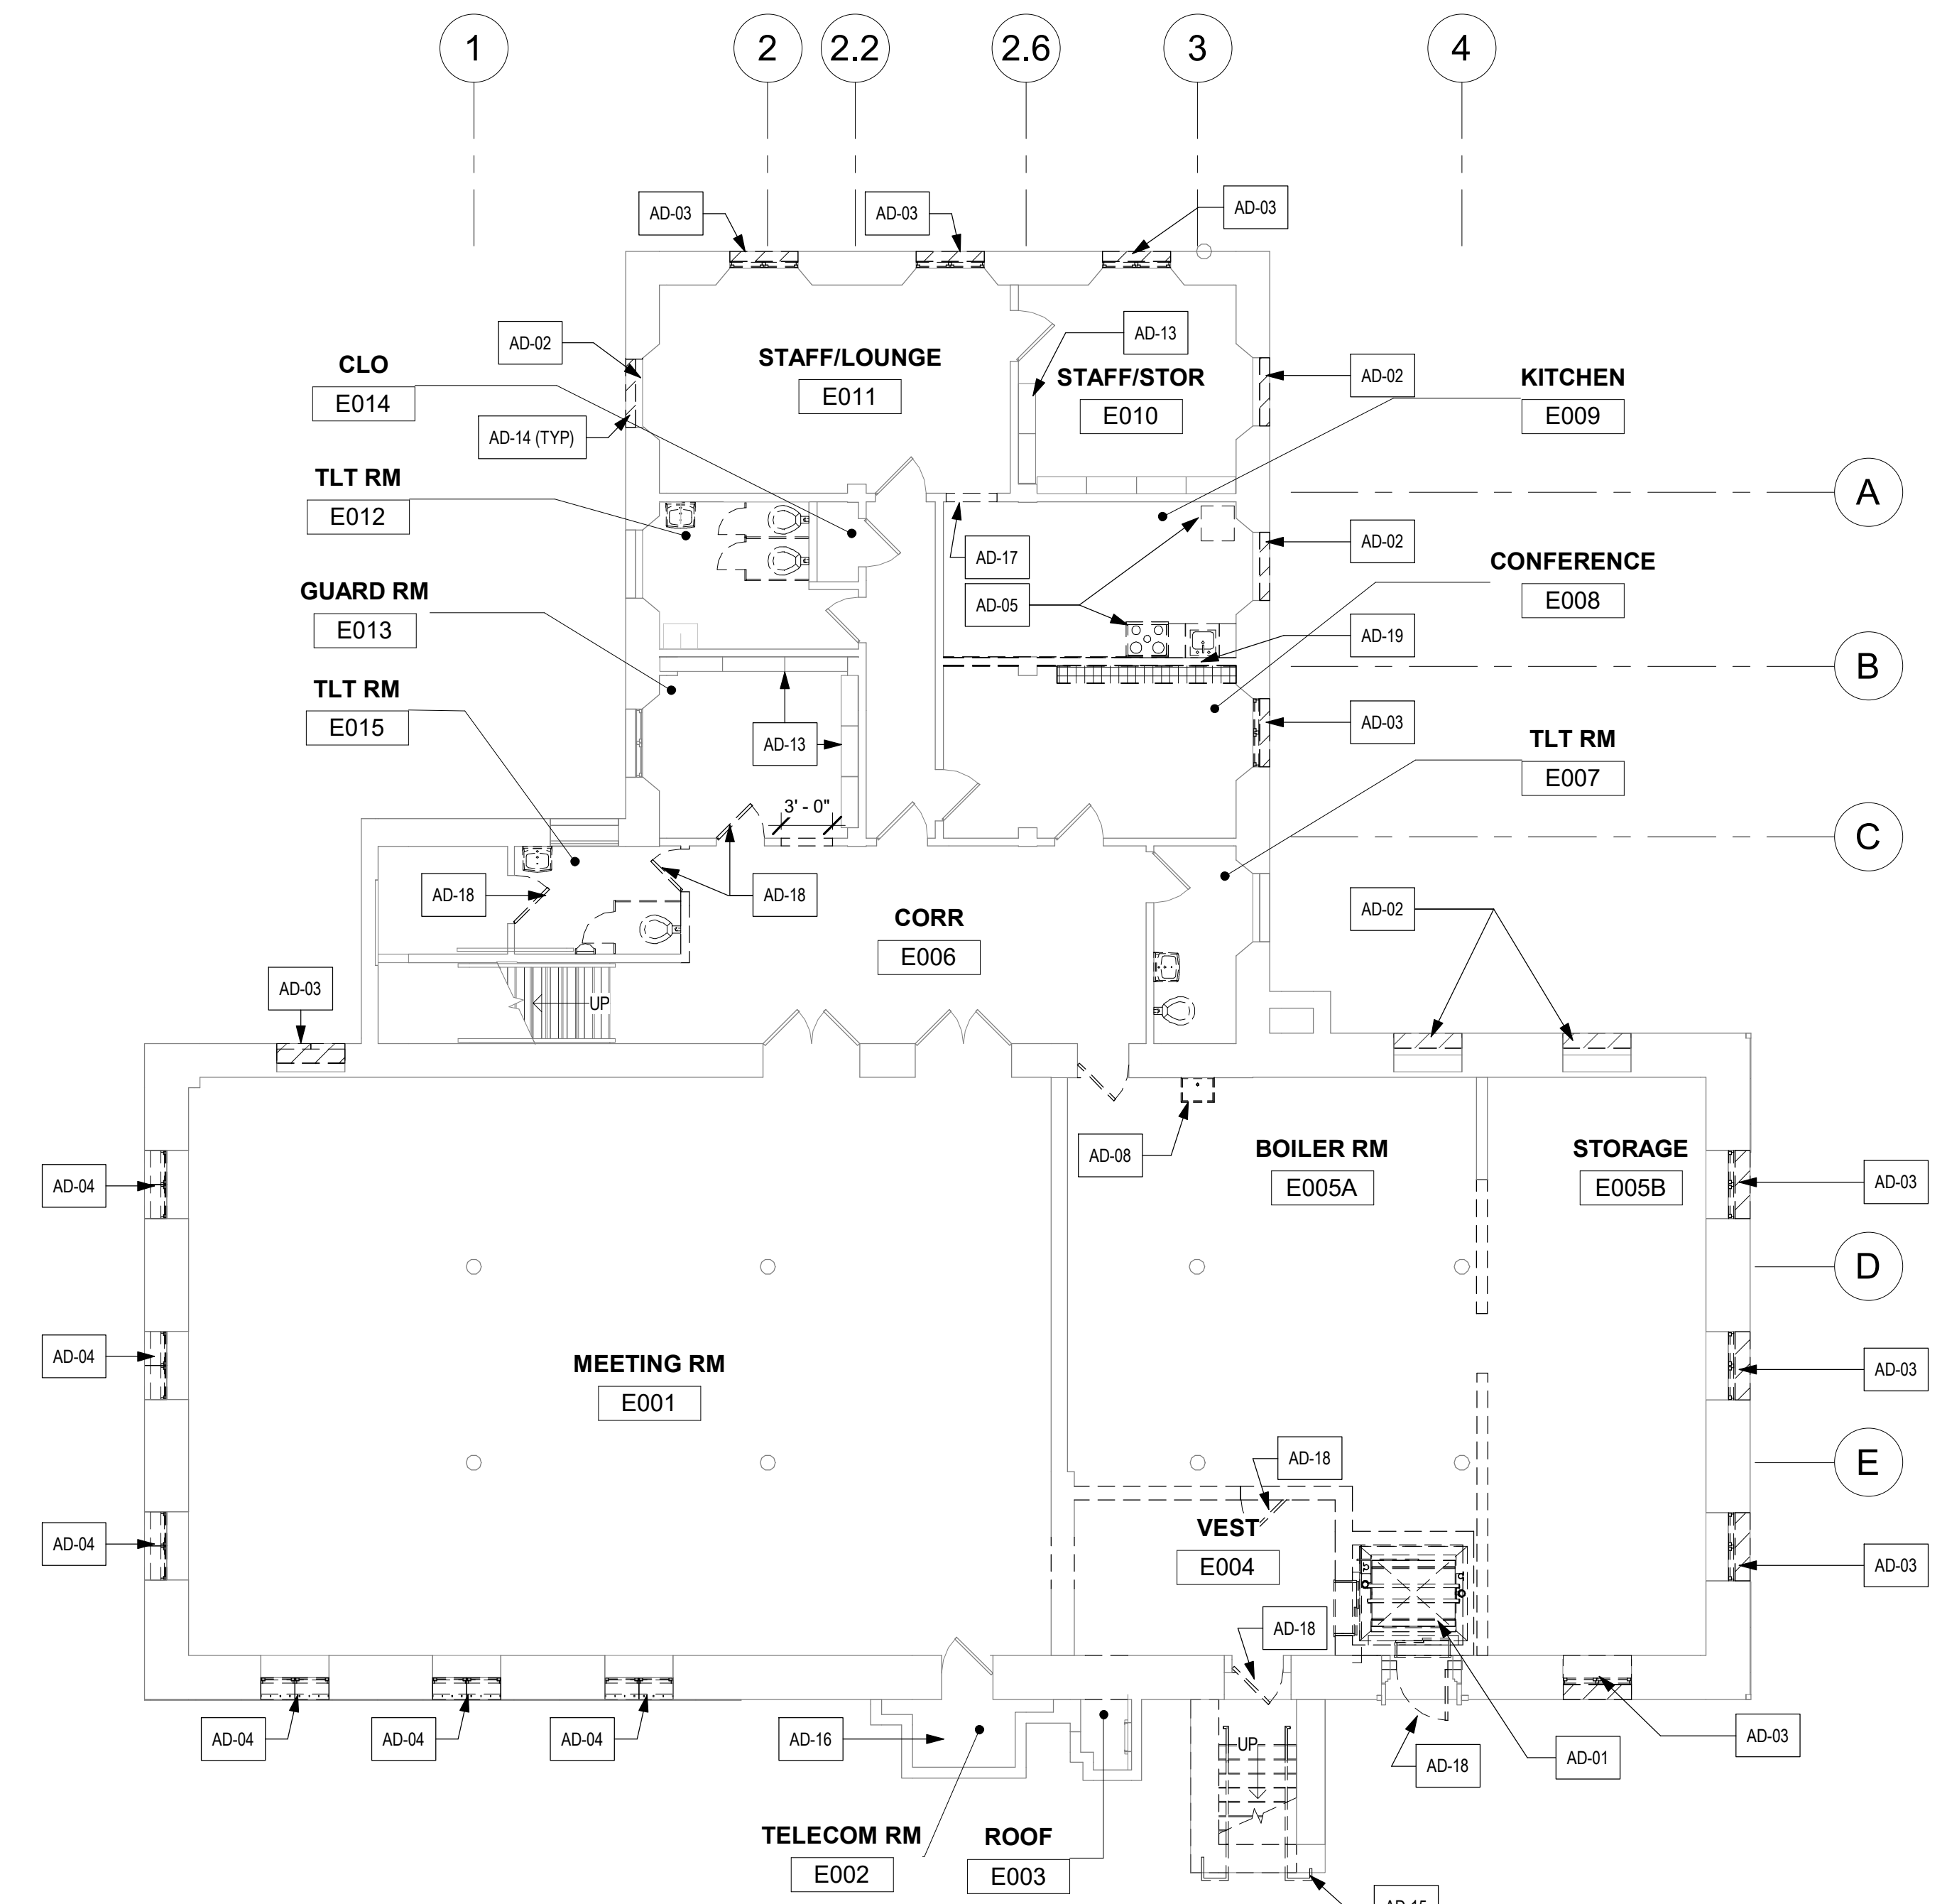 1
2
2.2
2.6
3
4
AD-03
AD-03
AD-03
AD-02
AD-13
CLO
E014
STAFF/LOUNGE
E011
STAFF/STOR
E010
AD-02
KITCHEN
E009
AD-14 (TYP)
TLT RM
E012
A
AD-17
AD-02
CONFERENCE
E008
GUARD RM
E013
AD-05
AD-19
B
TLT RM
E015
AD-13
AD-03
TLT RM
E007
3' - 0"
C
AD-18
AD-18
AD-02
CORR
E006
AD-03
UP
AD-08
BOILER RM
E005A
STORAGE
E005B
AD-04
AD-03
D
AD-04
MEETING RM
E001
AD-03
AD-18
E
AD-04
VEST
E004
AD-03
AD-18
AD-04
AD-04
AD-04
AD-16
UP
AD-18
AD-01
AD-03
TELECOM RM
E002
ROOF
E003
AD-15